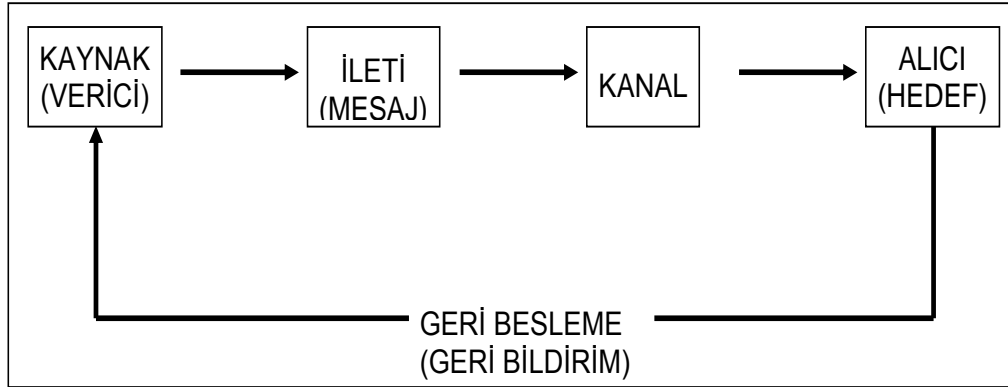 KAYNAK
(VERİCİ)
İLETİ
(MESAJ)
KANAL
ALICI
(HEDEF)
GERİ BESLEME
(GERİ BİLDİRİM)